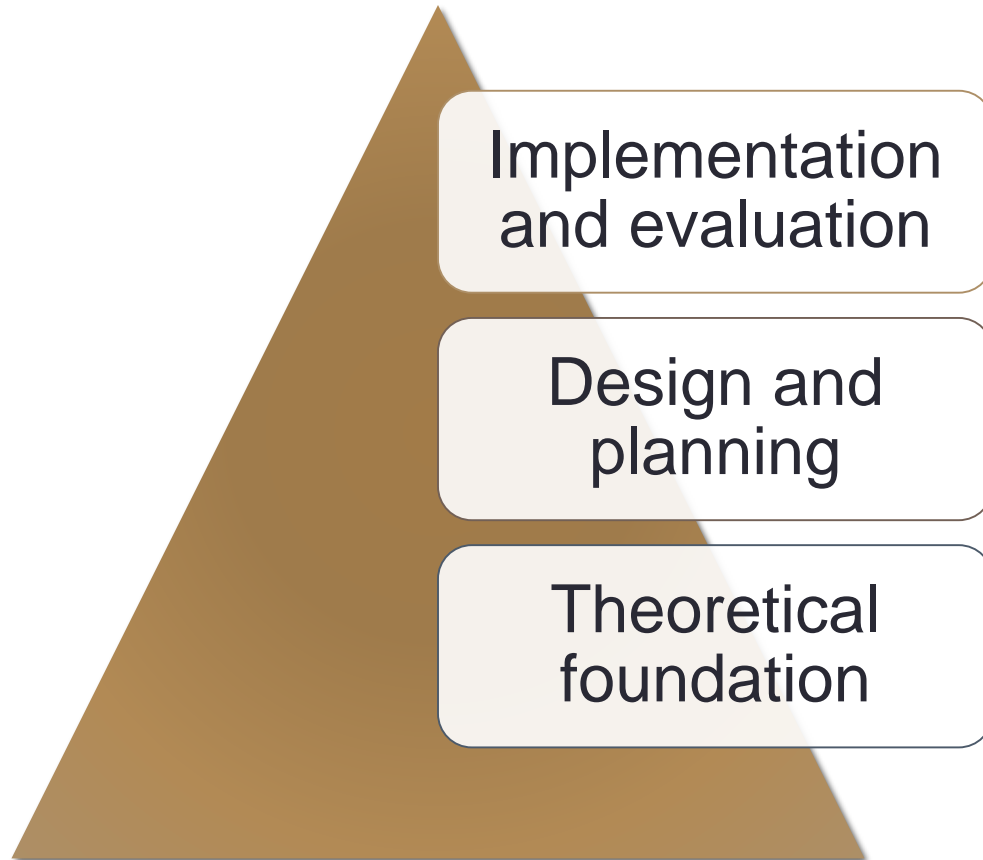 Implementation
and evaluation
Design and
planning
Theoretical
foundation